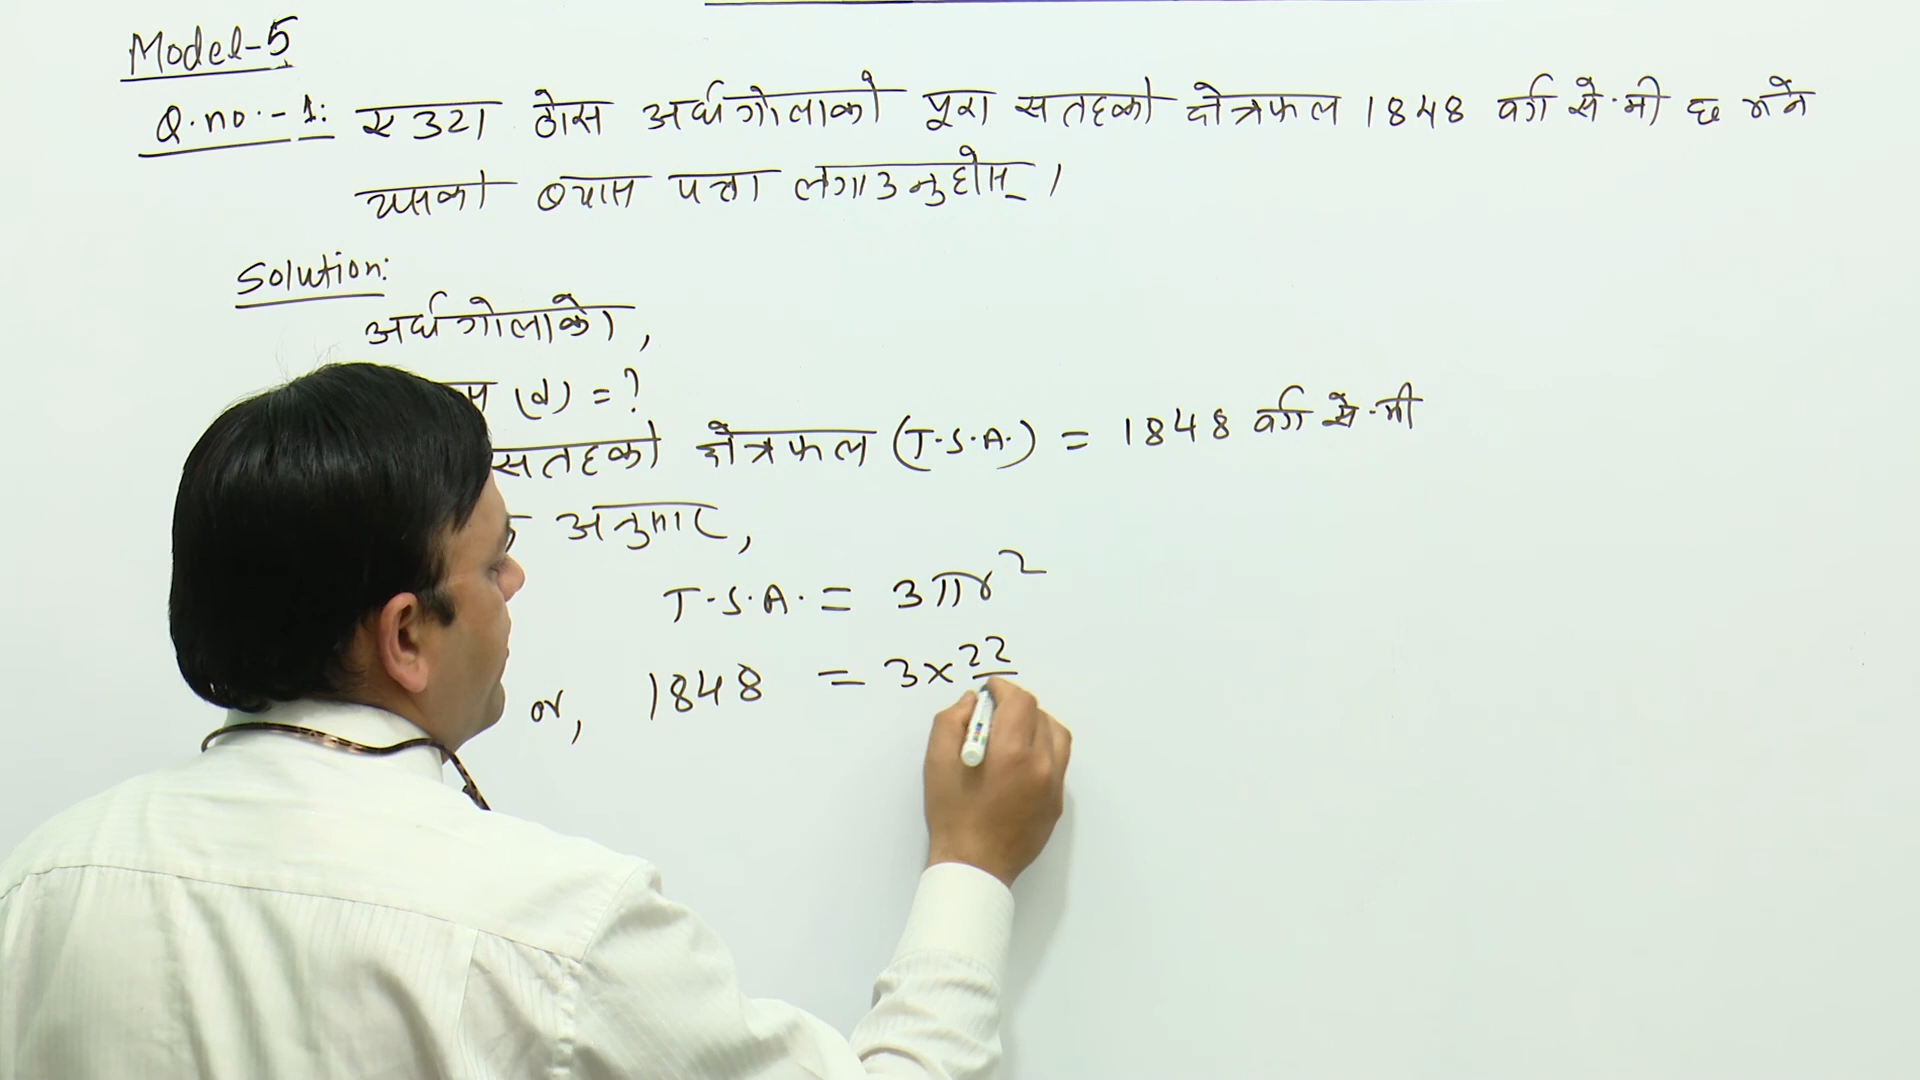 Model-5
Q.no.-1: एउटा ठोस अर्धगोलाको पूरा सतहको क्षेत्रफल 1848 वर्ग से.मी छ भने
यसको व्यास पत्ता लगाउनुहोस् ।
Solution:
अर्धगोलाको,
(d) = ?
सतहको क्षेत्रफल (T.S.A.) = 1848 वर्ग से.मी
अनुसार,
T.S.A. = 3πr²
or, 1848 = 3×22